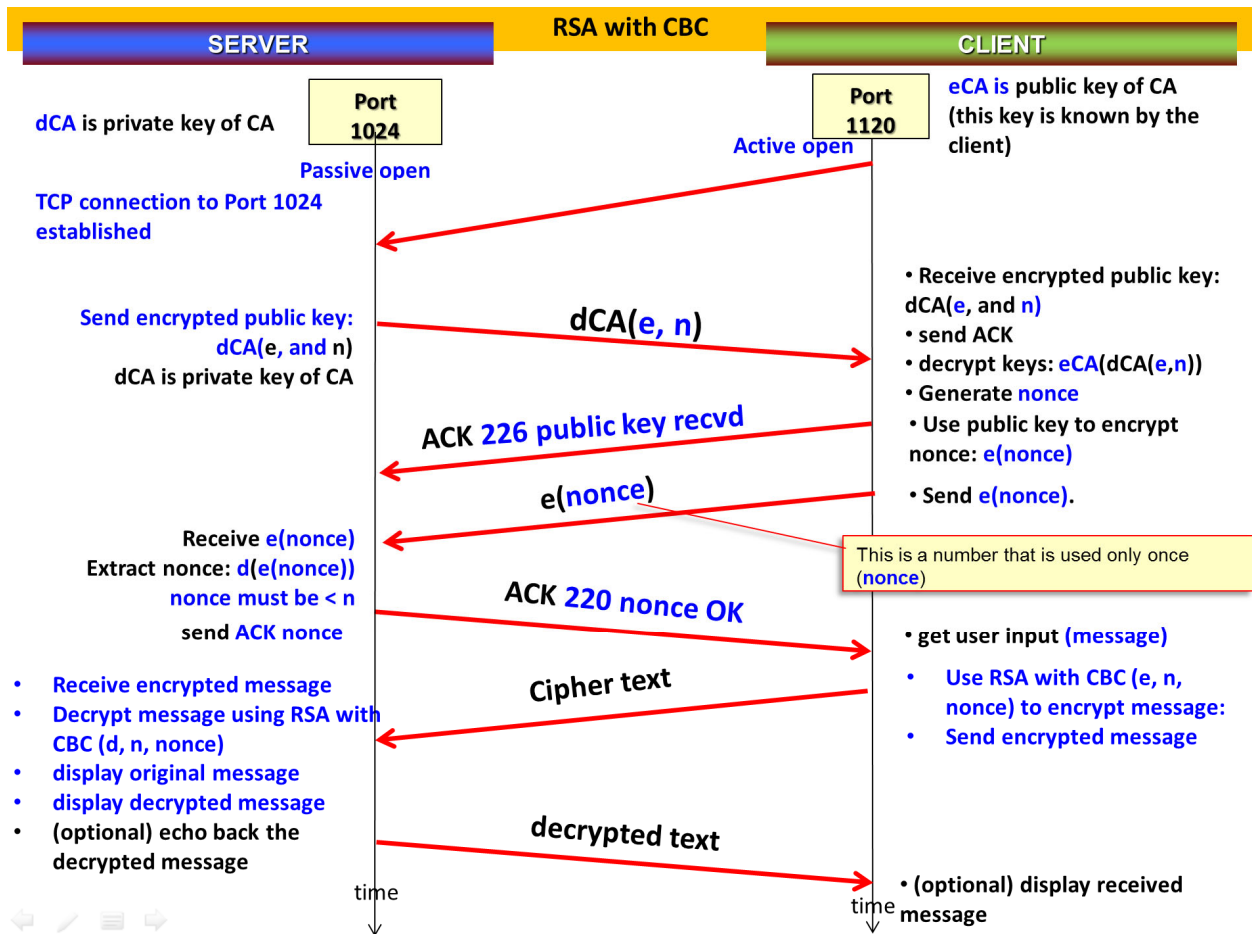 RSA with CBC
SERVER
CLIENT
dCA is private key of CA
Port
1024
Port
1120
eCA is public key of CA
(this key is known by the
client)
Passive open
Active open
TCP connection to Port 1024
established
Send encrypted public key:
dCA(e, and n)
dCA is private key of CA
dCA(e, n)
• Receive encrypted public key:
dCA(e, and n)
• send ACK
• decrypt keys: eCA(dCA(e,n))
• Generate nonce
• Use public key to encrypt
nonce: e(nonce)
• Send e(nonce).
ACK 226 public key recvd
e(nonce)
This is a number that is used only once
(nonce)
Receive e(nonce)
Extract nonce: d(e(nonce))
nonce must be < n
send ACK nonce
ACK 220 nonce OK
• get user input (message)
• Use RSA with CBC (e, n,
nonce) to encrypt message:
• Send encrypted message
Cipher text
• Receive encrypted message
• Decrypt message using RSA with
CBC (d, n, nonce)
• display original message
• display decrypted message
• (optional) echo back the
decrypted message
decrypted text
• (optional) display received
message
time
time